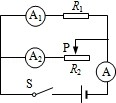 A₁ R₁
A₂ P
R₂ A
S